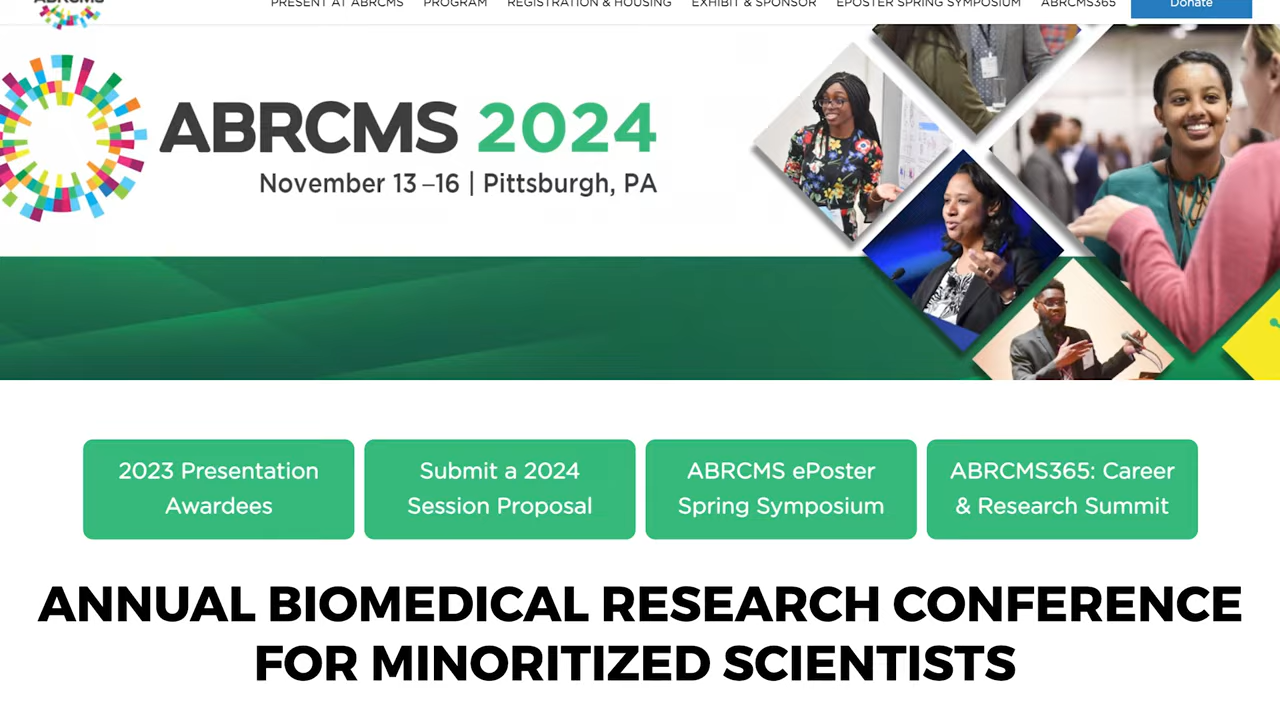 ABRCMS
PRESENT AT ABRCMS PROGRAM REGISTRATION & HOUSING EXHIBIT & SPONSOR EPOSTER SPRING SYMPOSIUM ABRCMS365 Donate
ABRCMS 2024
November 13 –16 | Pittsburgh, PA
2023 Presentation
Awardees
Submit a 2024
Session Proposal
ABRCMS ePoster
Spring Symposium
ABRCMS365: Career
& Research Summit
ANNUAL BIOMEDICAL RESEARCH CONFERENCE
FOR MINORITIZED SCIENTISTS